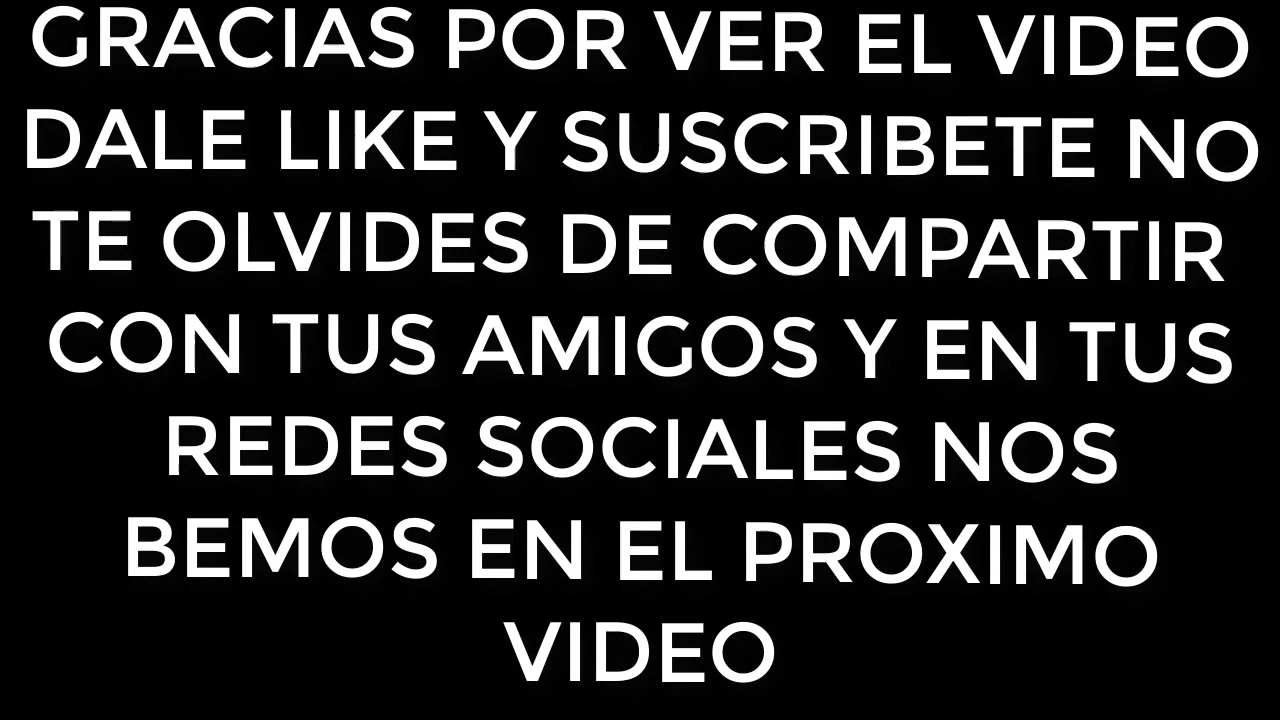 GRACIAS POR VER EL VIDEO
DALE LIKE Y SUSCRIBETE NO
TE OLVIDES DE COMPARTIR
CON TUS AMIGOS Y EN TUS
REDES SOCIALES NOS
BEMOS EN EL PROXIMO
VIDEO